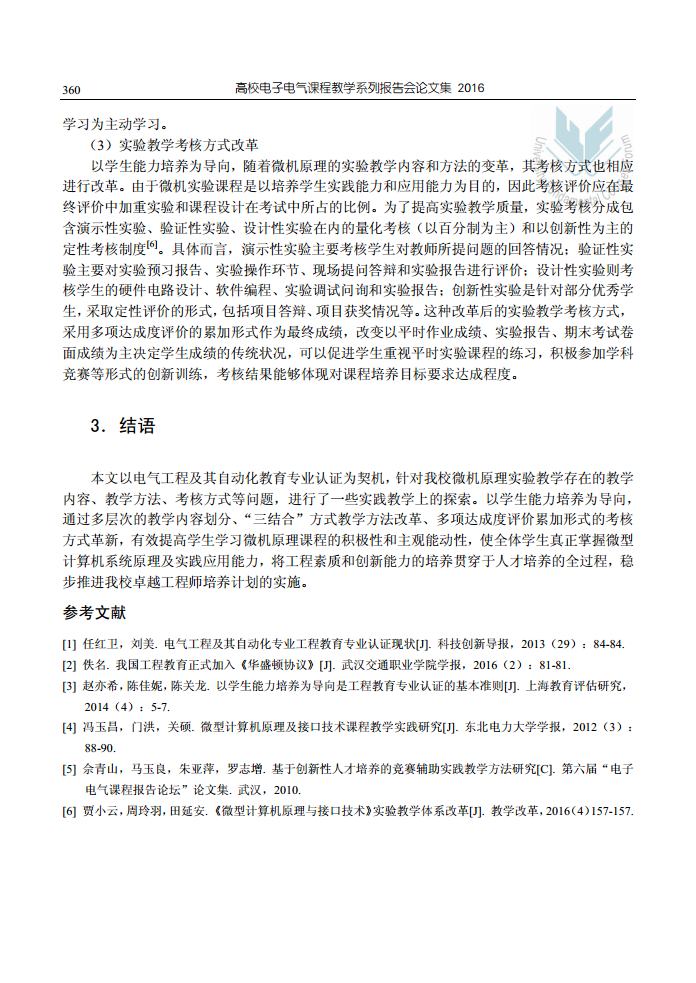 360
高校电子电气课程教学系列报告会论文集 2016
学习为主动学习。
（3）实验教学考核方式改革
以学生能力培养为导向，随着微机原理的实验教学内容和方法的变革，其考核方式也相应
进行改革。由于微机实验课程是以培养学生实践能力和应用能力为目的，因此考核评价应在最
终评价中加重实验和课程设计在考试中所占的比例。为了提高实验教学质量，实验考核分成包
含演示性实验、验证性实验、设计性实验在内的量化考核（以百分制为主）和以创新性为主的
定性考核制度[6]。具体而言，演示性实验主要考核学生对教师所提问题的回答情况；验证性实
验主要对实验预习报告、实验操作环节、现场提问答辩和实验报告进行评价；设计性实验则考
核学生的硬件电路设计、软件编程、实验调试问询和实验报告；创新性实验是针对部分优秀学
生，采取定性评价的形式，包括项目答辩、项目获奖情况等。这种改革后的实验教学考核方式，
采用多项达成度评价的累加形式作为最终成绩，改变以平时作业成绩、实验报告、期末考试卷
面成绩为主决定学生成绩的传统状况，可以促进学生重视平时实验课程的练习，积极参加学科
竞赛等形式的创新训练，考核结果能够体现对课程培养目标要求达成程度。
3．结语
本文以电气工程及其自动化教育专业认证为契机，针对我校微机原理实验教学存在的教学
内容、教学方法、考核方式等问题，进行了一些实践教学上的探索。以学生能力培养为导向，
通过多层次的教学内容划分、“三结合”方式教学方法改革、多项达成度评价累加形式的考核
方式革新，有效提高学生学习微机原理课程的积极性和主观能动性，使全体学生真正掌握微型
计算机系统原理及实践应用能力，将工程素质和创新能力的培养贯穿于人才培养的全过程，稳
步推进我校卓越工程师培养计划的实施。
参考文献
[1] 任红卫，刘美. 电气工程及其自动化专业工程教育专业认证现状[J]. 科技创新导报，2013（29）：84-84.
[2] 佚名. 我国工程教育正式加入《华盛顿协议》[J]. 武汉交通职业学院学报，2016（2）：81-81.
[3] 赵亦希，陈佳妮，陈关龙. 以学生能力培养为导向是工程教育专业认证的基本准则[J]. 上海教育评估研究，
2014（4）：5-7.
[4] 冯玉昌，门洪，关硕. 微型计算机原理及接口技术课程教学实践研究[J]. 东北电力大学学报，2012（3）：
88-90.
[5] 佘青山，马玉良，朱亚萍，罗志增. 基于创新性人才培养的竞赛辅助实践教学方法研究[C]. 第六届“电子
电气课程报告论坛”论文集. 武汉，2010.
[6] 贾小云，周玲羽，田延安.《微型计算机原理与接口技术》实验教学体系改革[J]. 教学改革，2016（4）157-157.